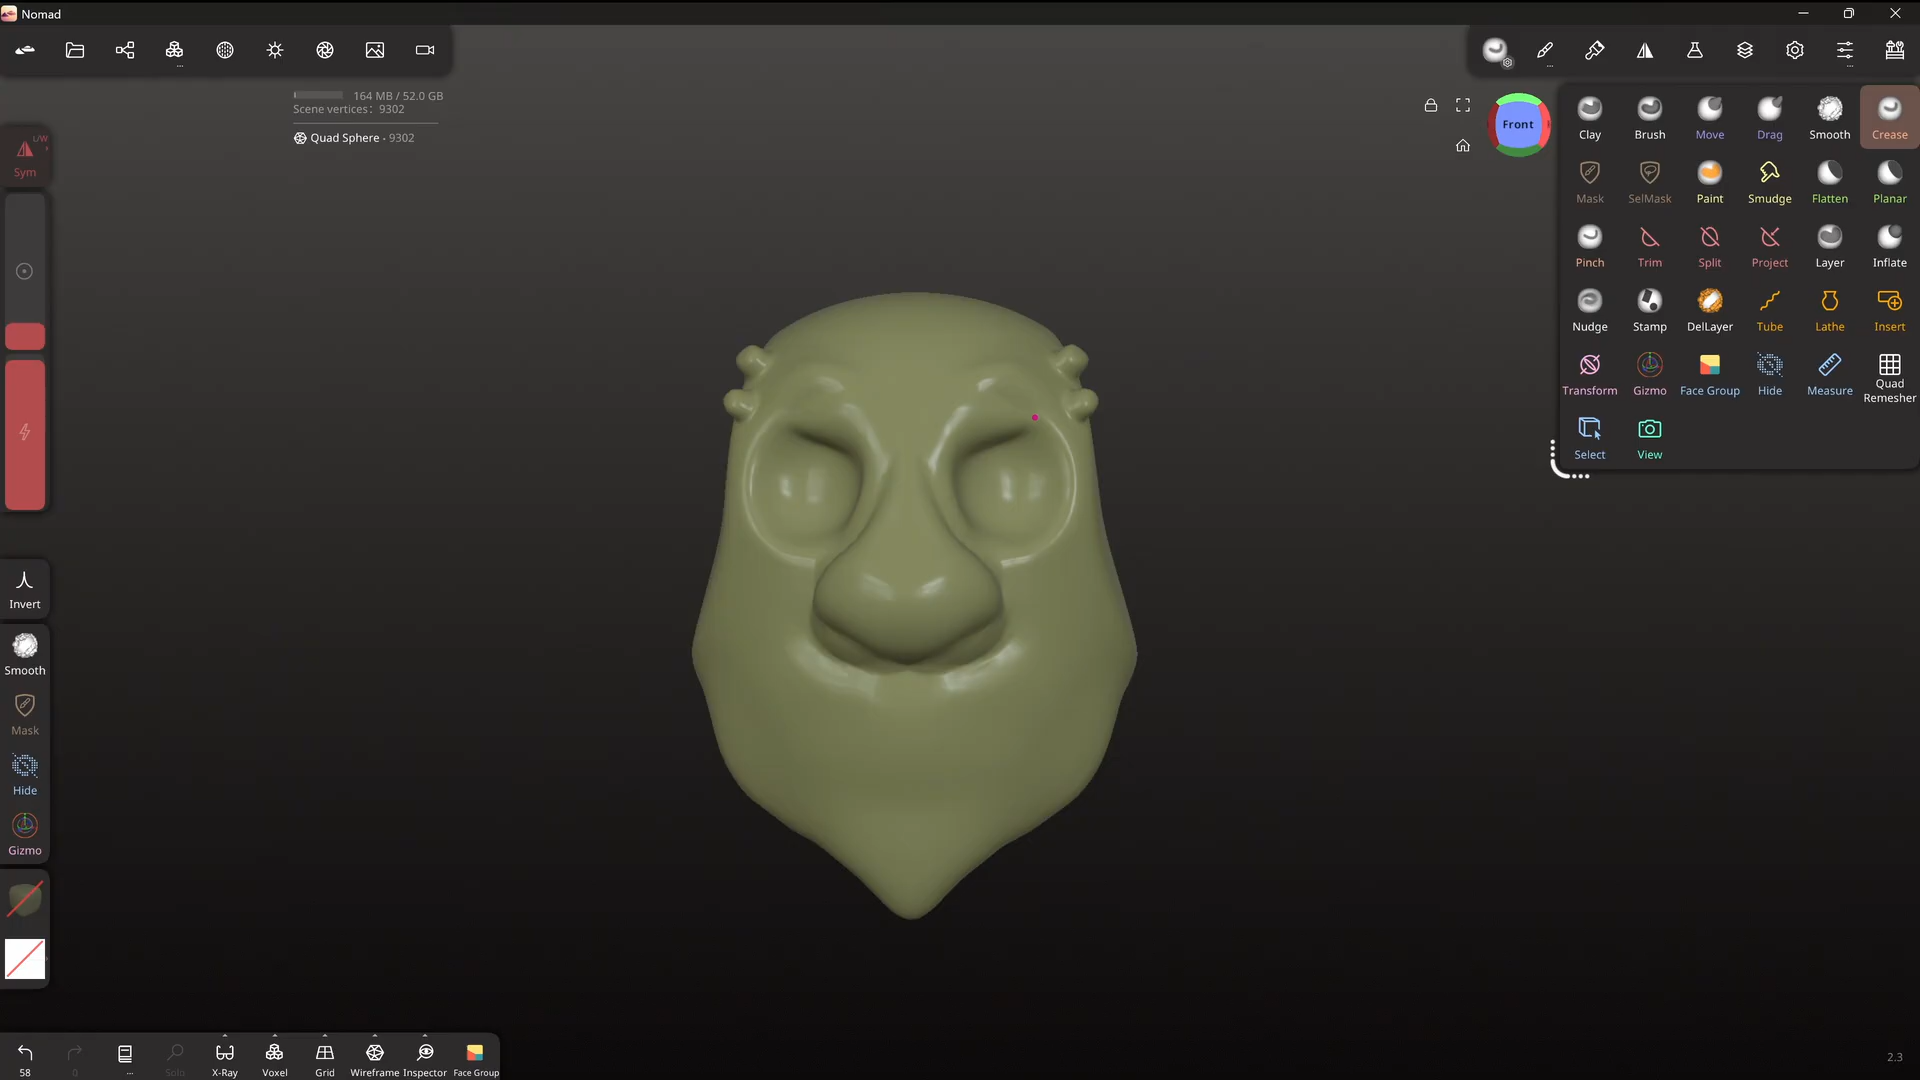 Nomad
164 MB / 52.0 GB
Scene vertices: 9302
Quad Sphere · 9302
Front
L/W
Sym
Clay
Brush
Move
Drag
Smooth
Crease
Mask
SelMask
Paint
Smudge
Flatten
Planar
Pinch
Trim
Split
Project
Layer
Inflate
Nudge
Stamp
DelLayer
Tube
Lathe
Insert
Transform
Gizmo
Face Group
Hide
Measure
Quad
Remesher
Select
View
Invert
Smooth
Mask
Hide
Gizmo
58
0
...
Solo
X-Ray
Voxel
Grid
Wireframe
Inspector
Face Group
2.3